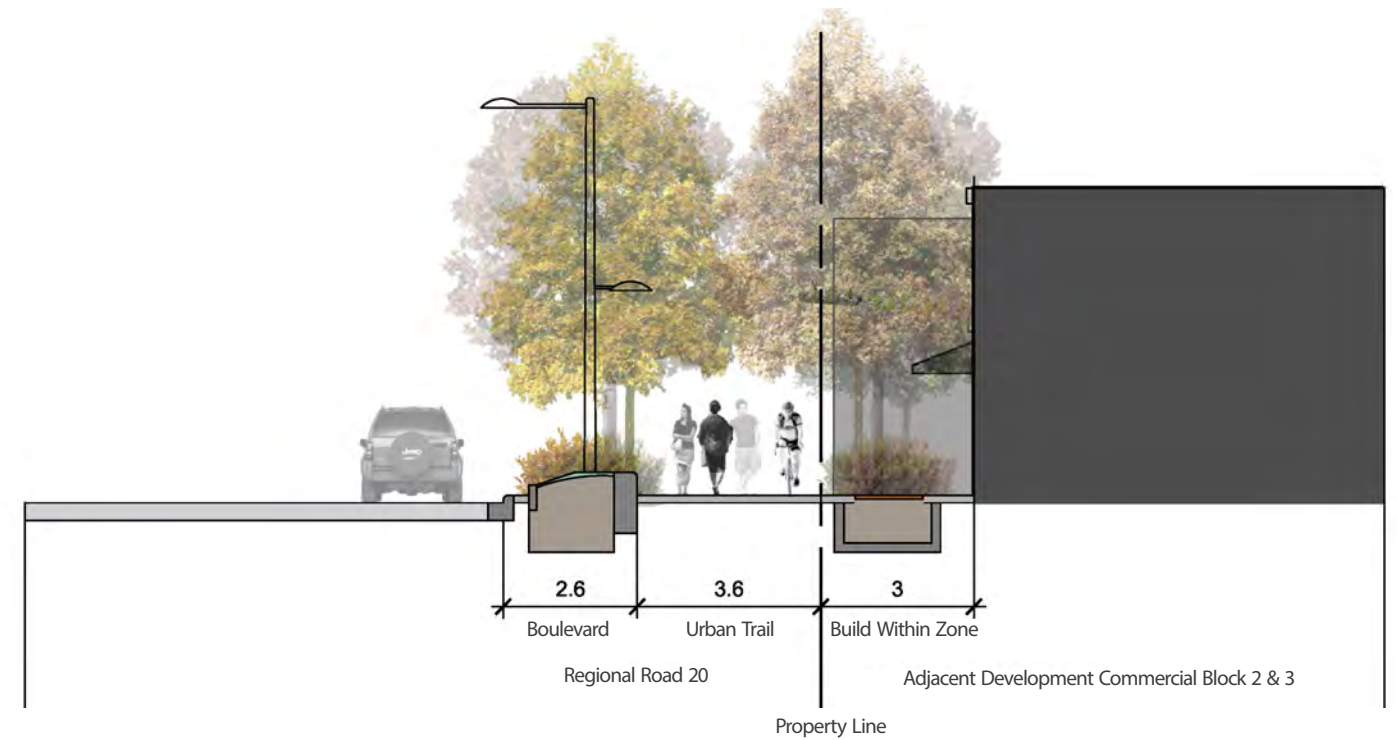 2.6
3.6
3
Boulevard
Urban Trail
Build Within Zone
Regional Road 20
Adjacent Development Commercial Block 2 & 3
Property Line